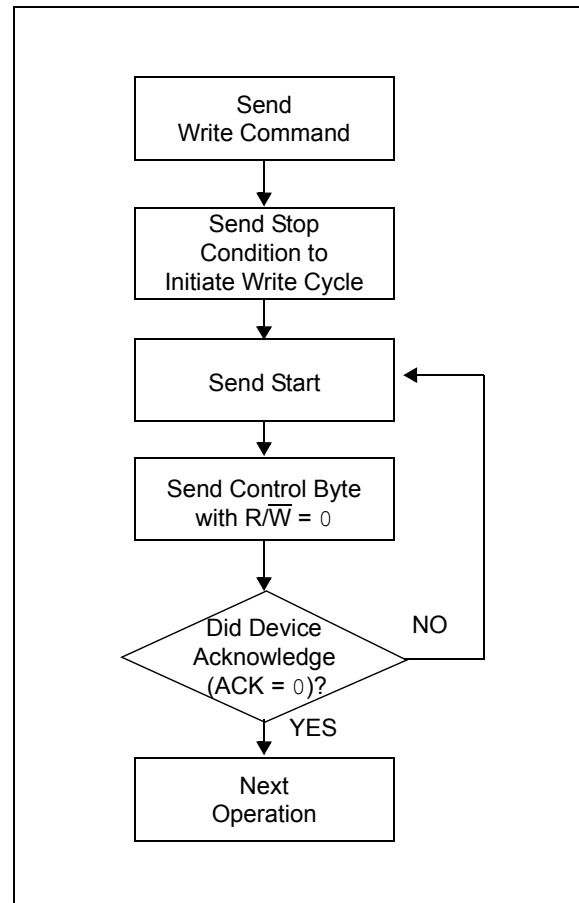 Send
Write Command
Send Stop
Condition to
Initiate Write Cycle
Send Start
Send Control Byte
with R/W̅ = 0
Did Device
Acknowledge
(ACK = 0)?
NO
YES
Next
Operation